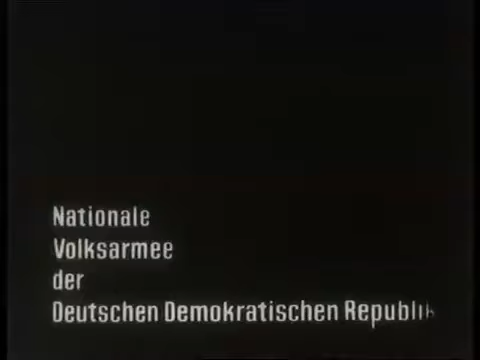 Nationale
Volksarmee
der
Deutschen Demokratischen Republik